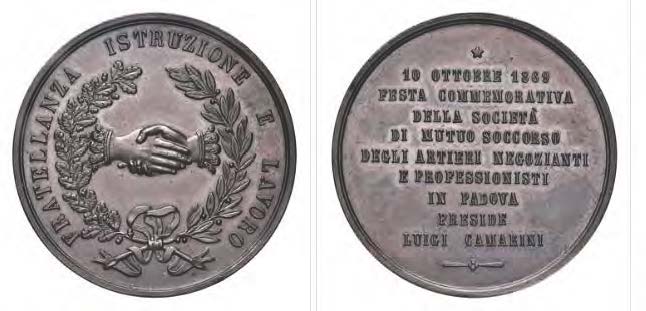 FRATELLANZA ISTRUZIONE E LAVORO
10 OTTOBRE 1869
FESTA COMMEMORATIVA
DELLA SOCIETÀ
DI MUTUO SOCCORSO
DEGLI ARTIERI NEGOZIANTI
E PROFESSIONISTI
IN PADOVA
PRESIDE
LUIGI CAMARINI